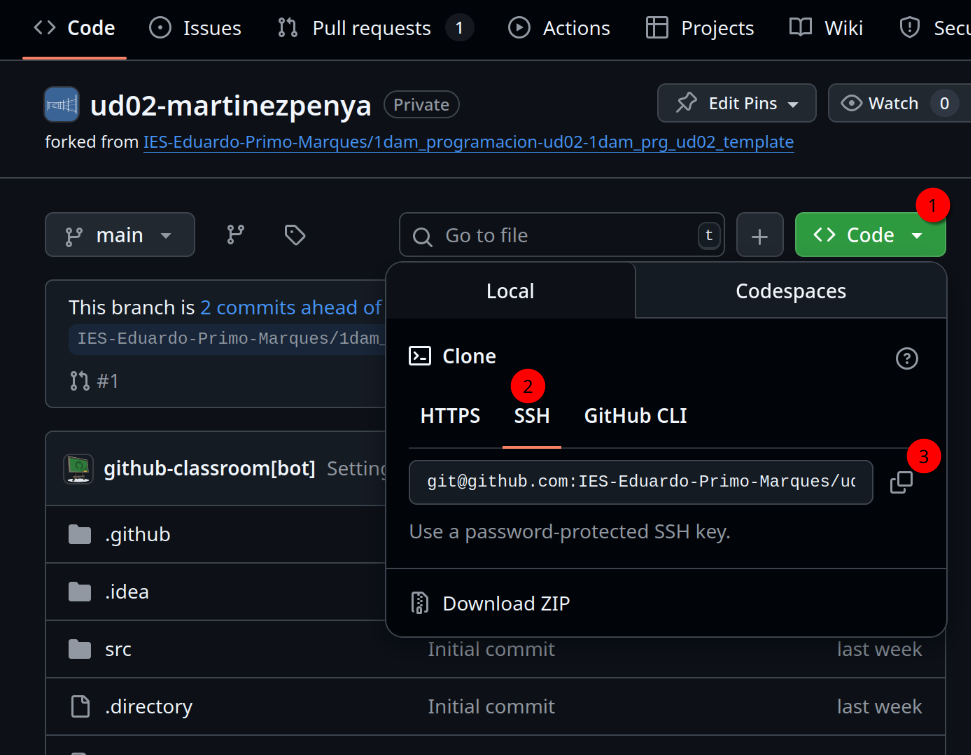 Code Issues Pull requests 1 Actions Projects Wiki Secu
ud02-martinezpenya Private Edit Pins Watch 0
forked from IES-Eduardo-Primo-Marques/1dam_programacion-ud02-1dam_prg_ud02_template
1
main Go to file t Code
This branch is 2 commits ahead of
IES-Eduardo-Primo-Marques/1dam_
#1
Local Codespaces
Clone
2
HTTPS SSH GitHub CLI
3
git@github.com:IES-Eduardo-Primo-Marques/uc
Use a password-protected SSH key.
Download ZIP
github-classroom[bot] Setting
.github
.idea
src Initial commit last week
.directory Initial commit last week